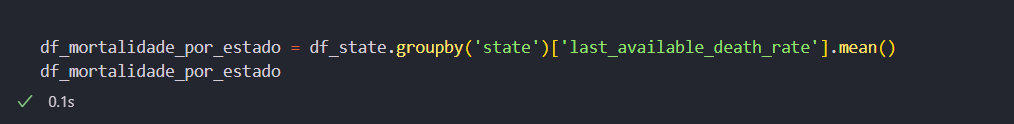 df_mortalidade_por_estado = df_state.groupby('state')['last_available_death_rate'].mean()
df_mortalidade_por_estado
✓ 0.1s